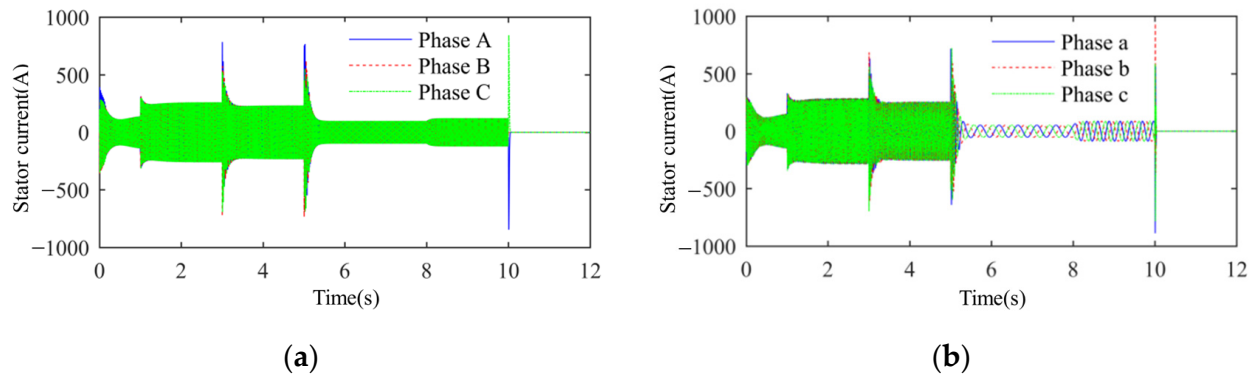 1000
500
0
−500
−1000
Stator current(A)
Phase A
Phase B
Phase C
0 2 4 6 8 10 12
Time(s)
(a)
1000
500
0
−500
−1000
Stator current(A)
Phase a
Phase b
Phase c
0 2 4 6 8 10 12
Time(s)
(b)